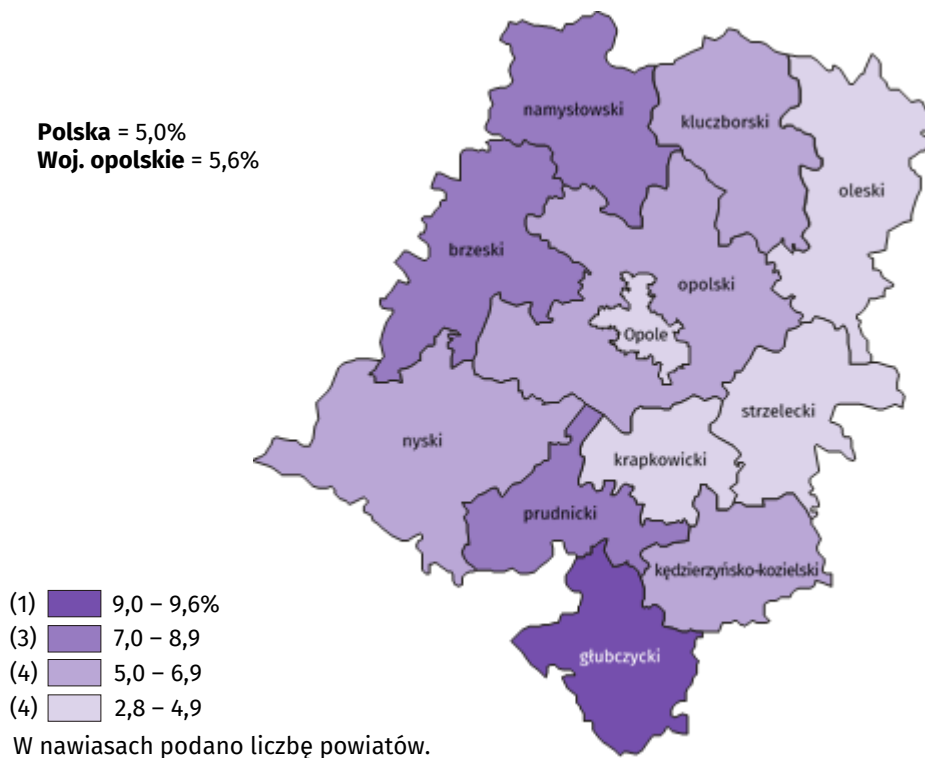 Polska = 5,0%
Woj. opolskie = 5,6%
namysłowski
kluczborski
oleski
brzeski
opolski
Opole
strzelecki
nyski
krapkowicki
prudnicki
kędzierzyńsko-kozielski
głubczycki
(1) 9,0 – 9,6%
(3) 7,0 – 8,9
(4) 5,0 – 6,9
(4) 2,8 – 4,9
W nawiasach podano liczbę powiatów.